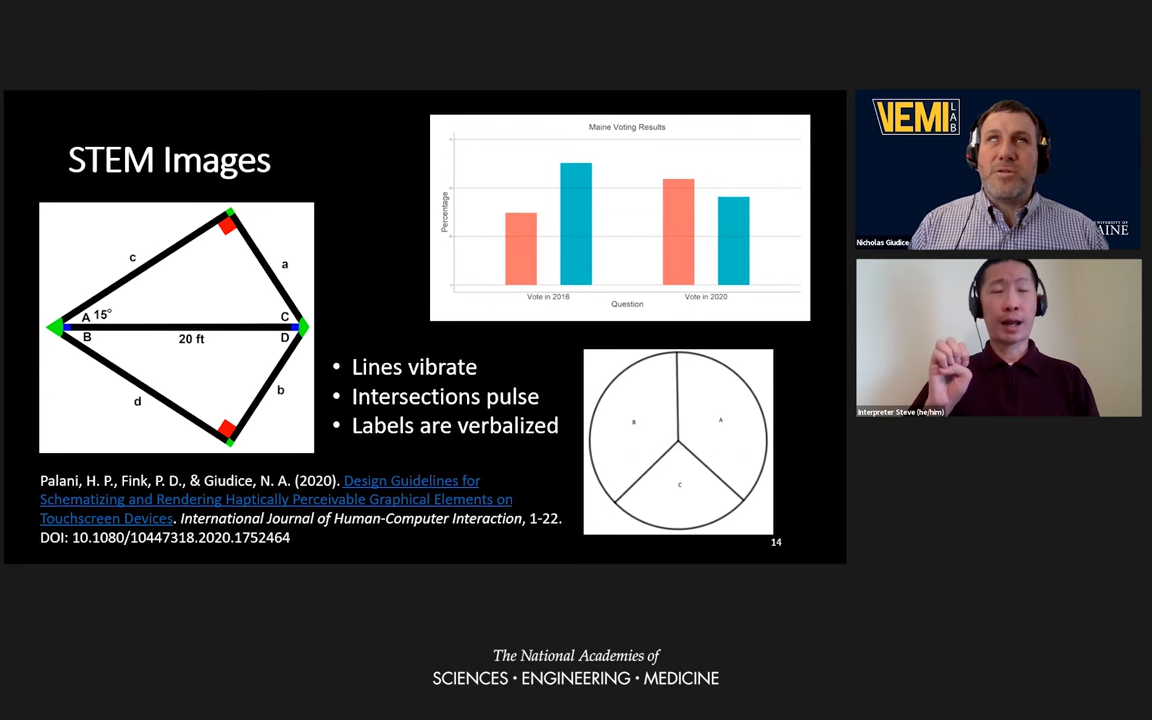 STEM Images
c
a
A 15°
C
B
20 ft
D
d
b
Maine Voting Results
Percentage
Vote in 2016
Vote in 2020
Question
• Lines vibrate
• Intersections pulse
• Labels are verbalized
B
A
C
Palani, H. P., Fink, P. D., & Giudice, N. A. (2020). Design Guidelines for
Schematizing and Rendering Haptically Perceivable Graphical Elements on
Touchscreen Devices. International Journal of Human-Computer Interaction, 1-22.
DOI: 10.1080/10447318.2020.1752464
14
VEMI
LAB
Nicholas Giudice
Interpreter Steve (he/him)
The National Academies of
SCIENCES · ENGINEERING · MEDICINE